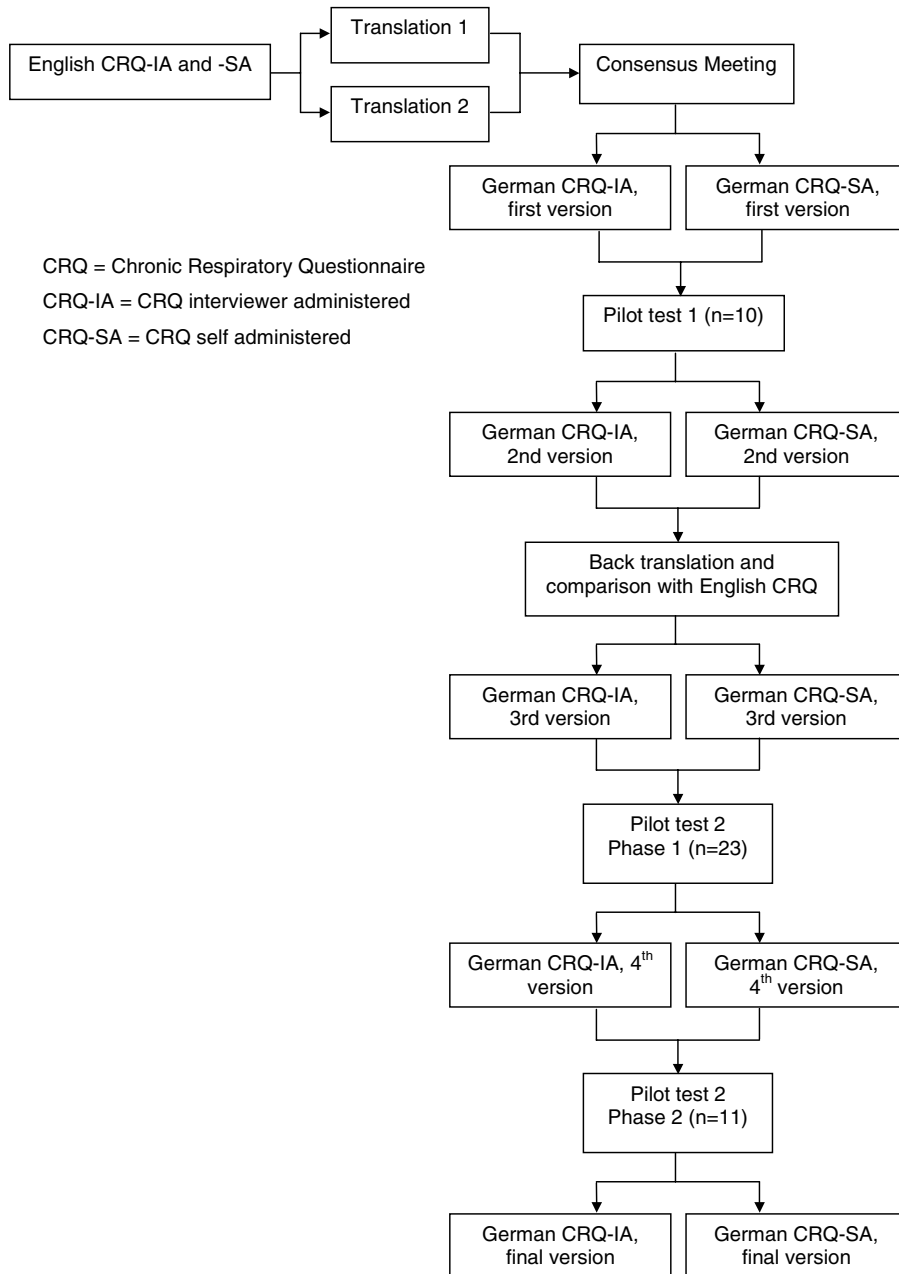 Translation 1
English CRQ-IA and -SA
Translation 2
Consensus Meeting
German CRQ-IA,
first version
German CRQ-SA,
first version
CRQ = Chronic Respiratory Questionnaire
CRQ-IA = CRQ interviewer administered
CRQ-SA = CRQ self administered
Pilot test 1 (n=10)
German CRQ-IA,
2nd version
German CRQ-SA,
2nd version
Back translation and
comparison with English CRQ
German CRQ-IA,
3rd version
German CRQ-SA,
3rd version
Pilot test 2
Phase 1 (n=23)
German CRQ-IA, 4th
version
German CRQ-SA,
4th version
Pilot test 2
Phase 2 (n=11)
German CRQ-IA,
final version
German CRQ-SA,
final version